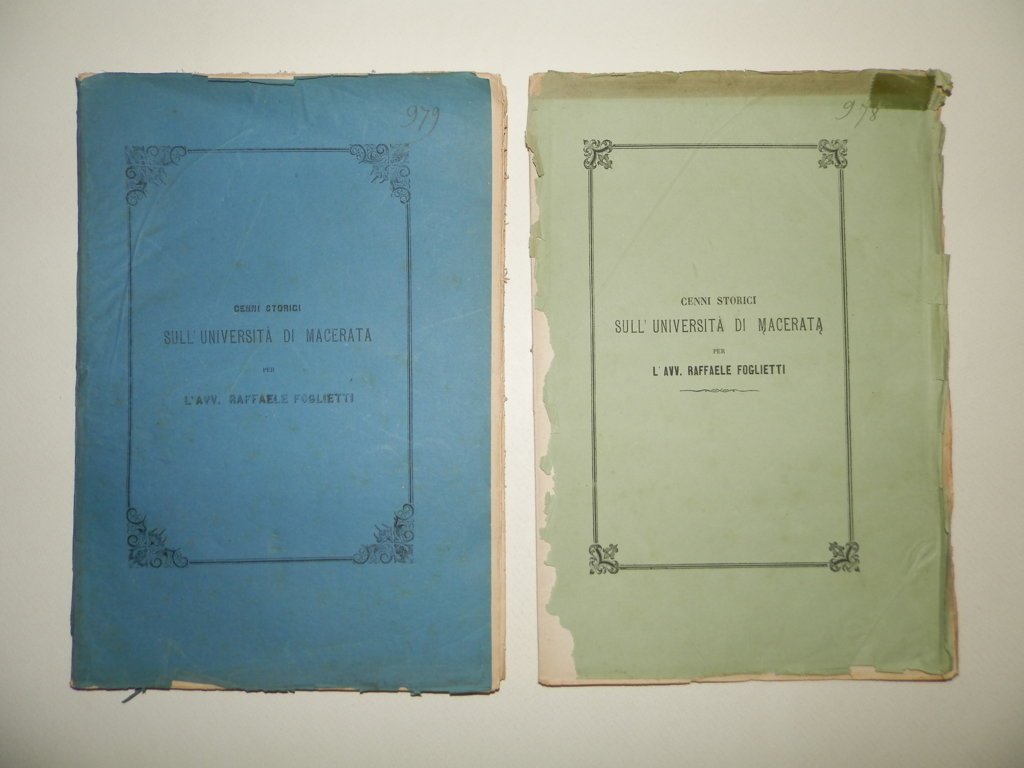 979
CENNI STORICI
SULL'UNIVERSITÀ DI MACERATA
PER
L'AVV. RAFFAELE FOGLIETTI
978
CENNI STORICI
SULL'UNIVERSITÀ DI MACERATA
PER
L'AVV. RAFFAELE FOGLIETTI